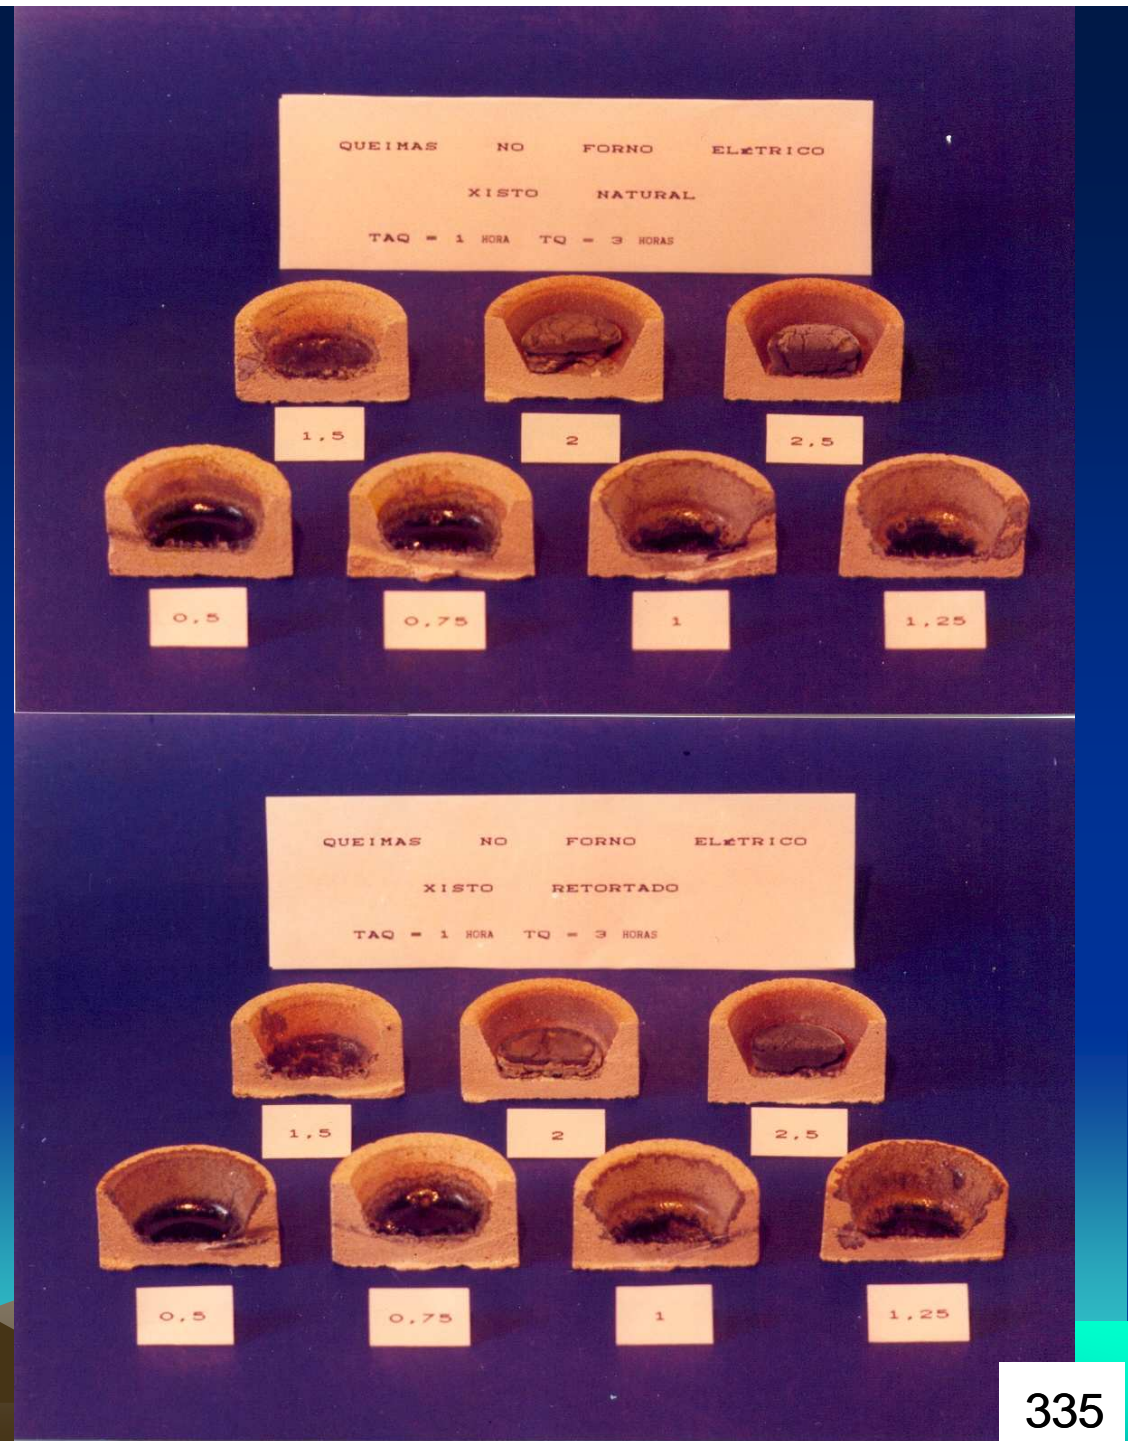 QUEIMAS NO FORNO ELÉTRICO
XISTO NATURAL
TAQ = 1 HORA TQ = 3 HORAS
1,5 2 2,5
0,5 0,75 1 1,25
QUEIMAS NO FORNO ELÉTRICO
XISTO RETORTADO
TAQ = 1 HORA TQ = 3 HORAS
1,5 2 2,5
0,5 0,75 1 1,25
335